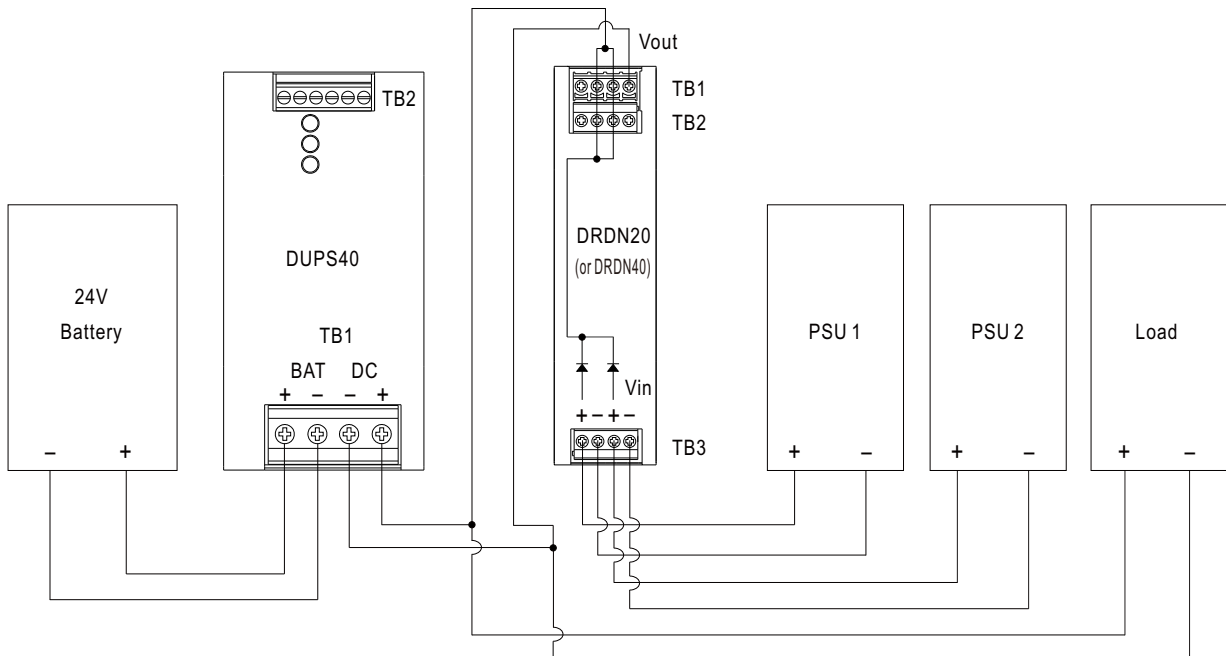 Vout
TB1
TB2
TB2
DUPS40
TB1
BAT DC
+ − − +
24V
Battery
− +
DRDN20
(or DRDN40)
Vin
+ − + −
TB3
PSU 1
+ −
PSU 2
+ −
Load
+ −